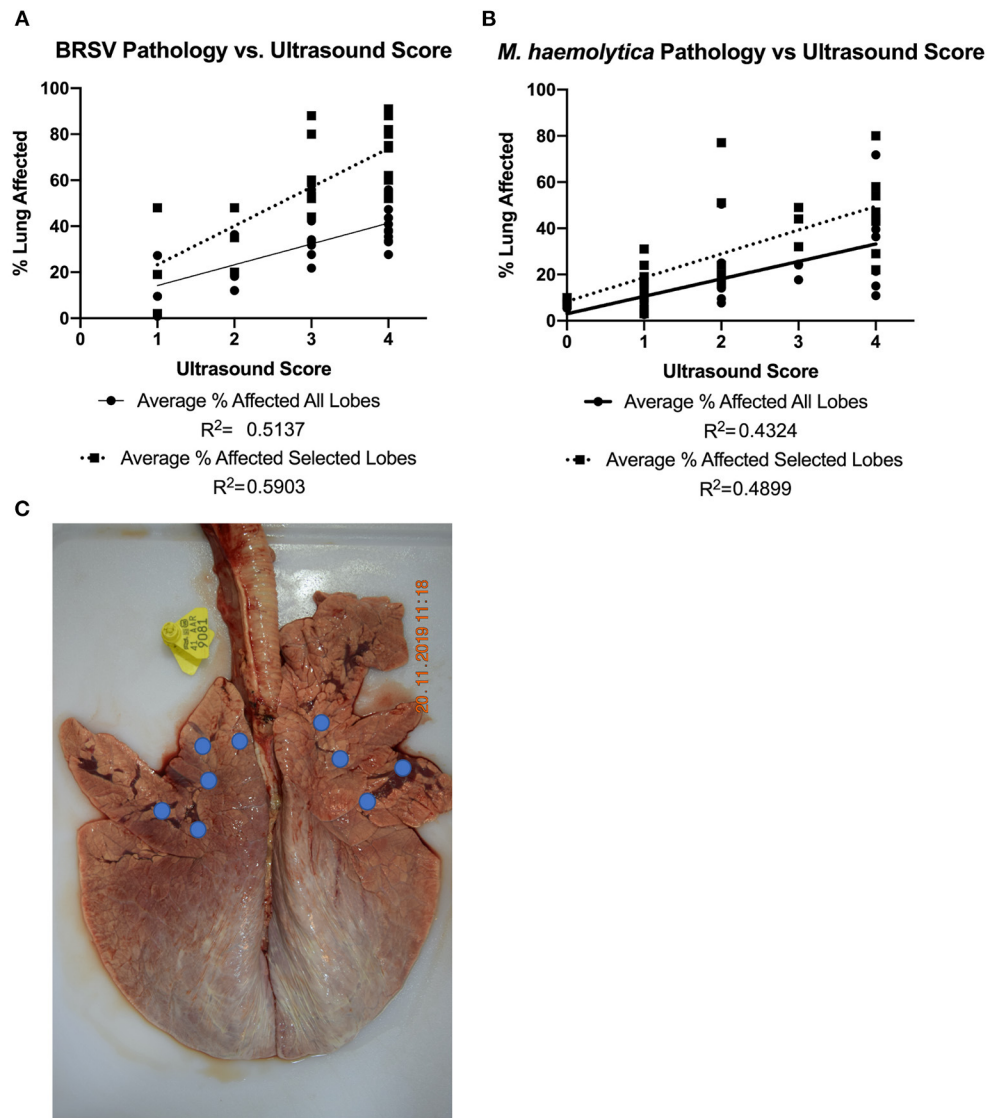 A
BRSV Pathology vs. Ultrasound Score
100
80
60
40
20
0
% Lung Affected
0 1 2 3 4
Ultrasound Score
Average % Affected All Lobes
R²= 0.5137
Average % Affected Selected Lobes
R²=0.5903
B
M. haemolytica Pathology vs Ultrasound Score
100
80
60
40
20
0
% Lung Affected
0 1 2 3 4
Ultrasound Score
Average % Affected All Lobes
R²=0.4324
Average % Affected Selected Lobes
R²=0.4899
C
41 AAR
9081
20.11.2019 11:18